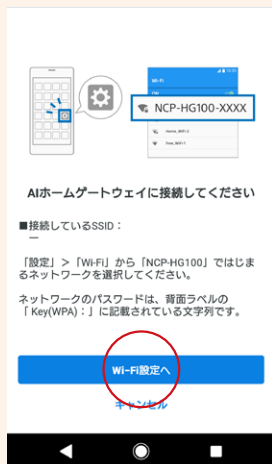 Wi-Fi
NCP-HG100-XXXX
AIホームゲートウェイに接続してください
■接続しているSSID：
—
「設定」>「Wi-Fi」から「NCP-HG100」ではじま
るネットワークを選択してください。
ネットワークのパスワードは、背面ラベルの
「 Key(WPA)：」に記載されている文字列です。
Wi-Fi設定へ
キャンセル